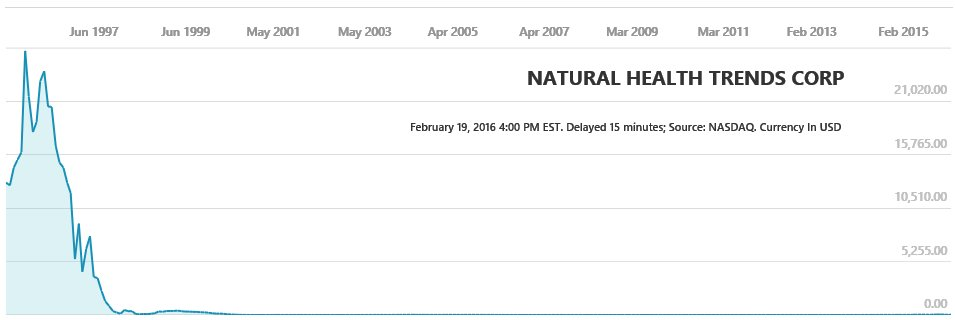 Jun 1997 Jun 1999 May 2001 May 2003 Apr 2005 Apr 2007 Mar 2009 Mar 2011 Feb 2013 Feb 2015
NATURAL HEALTH TRENDS CORP
21,020.00
February 19, 2016 4:00 PM EST. Delayed 15 minutes; Source: NASDAQ. Currency In USD
15,765.00
10,510.00
5,255.00
0.00